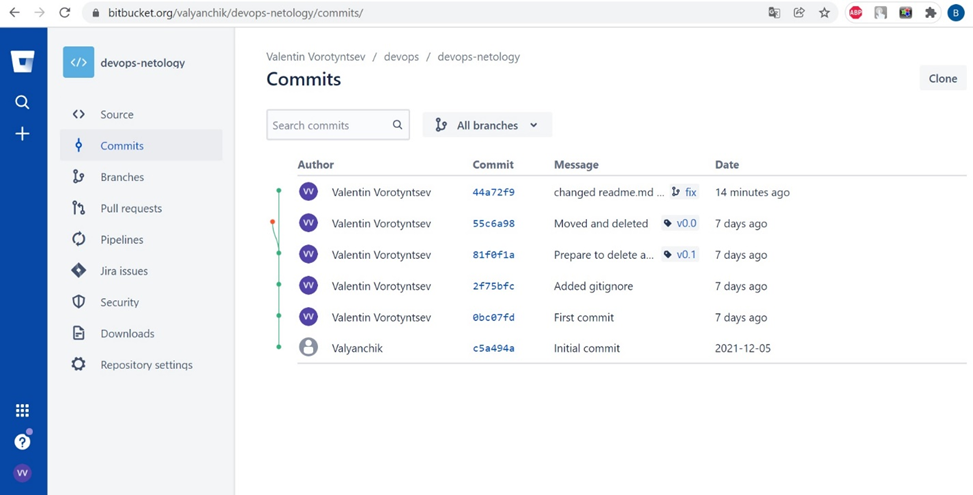 bitbucket.org/valyanchik/devops-netology/commits/
ABP
B
devops-netology
Source
Commits
Branches
Pull requests
Pipelines
Jira issues
Security
Downloads
Repository settings
VV
Valentin Vorotyntsev / devops / devops-netology
Commits
Clone
Search commits
All branches
Author Commit Message Date
VV Valentin Vorotyntsev 44a72f9 changed readme.md ... fix 14 minutes ago
VV Valentin Vorotyntsev 55c6a98 Moved and deleted v0.0 7 days ago
VV Valentin Vorotyntsev 81f0f1a Prepare to delete a... v0.1 7 days ago
VV Valentin Vorotyntsev 2f75bfc Added gitignore 7 days ago
VV Valentin Vorotyntsev 0bc07fd First commit 7 days ago
Valyanchik c5a494a Initial commit 2021-12-05